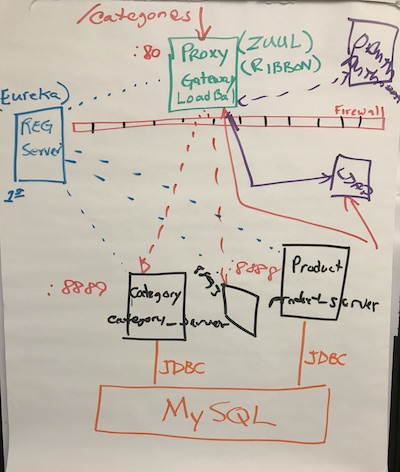 /categories
:80
Proxy
Gateway
Load Bal
(ZUUL)
(RIBBON)
(Eureka)
REG
Server
1st
Firewall
:8889
Category
category_server
:8888
Product
product_server
JDBC
JDBC
MySQL